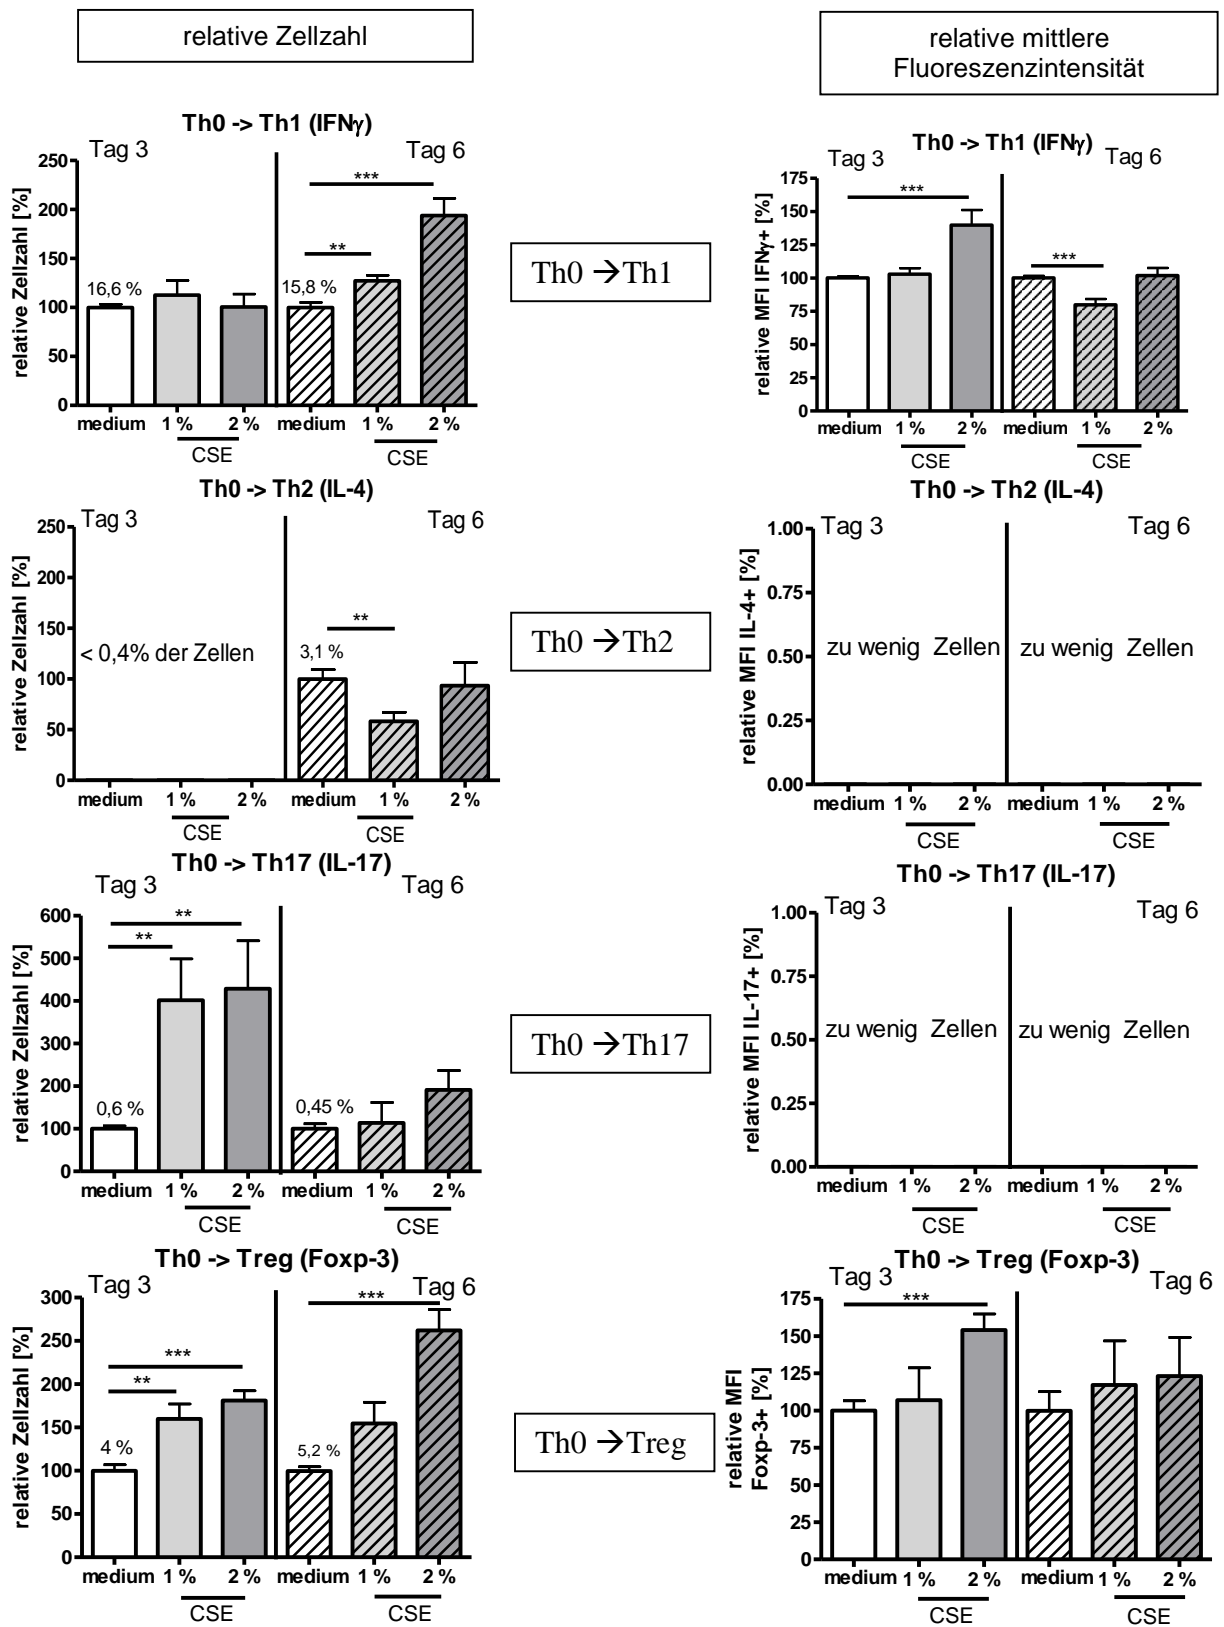 relative Zellzahl
relative mittlere
Fluoreszenzintensität
Th0 -> Th1 (IFNγ)
Tag 3
Tag 6
relative Zellzahl [%]
250
200
150
100
50
0
16,6 %
15,8 %
**
***
medium 1 % 2 % medium 1 % 2 %
CSE CSE
Th0 →Th1
Th0 -> Th1 (IFNγ)
Tag 3
Tag 6
relative MFI IFNγ+ [%]
175
150
125
100
75
50
25
0
***
***
medium 1 % 2 % medium 1 % 2 %
CSE CSE
Th0 -> Th2 (IL-4)
Tag 3
Tag 6
relative Zellzahl [%]
250
200
150
100
50
0
< 0,4% der Zellen
3,1 %
**
medium 1 % 2 % medium 1 % 2 %
CSE CSE
Th0 →Th2
Th0 -> Th2 (IL-4)
Tag 3
Tag 6
relative MFI IL-4+ [%]
1.00
0.75
0.50
0.25
0.00
zu wenig Zellen zu wenig Zellen
medium 1 % 2 % medium 1 % 2 %
CSE CSE
Th0 -> Th17 (IL-17)
Tag 3
Tag 6
relative Zellzahl [%]
600
500
400
300
200
100
0
**
**
0,6 %
0,45 %
medium 1 % 2 % medium 1 % 2 %
CSE CSE
Th0 →Th17
Th0 -> Th17 (IL-17)
Tag 3
Tag 6
relative MFI IL-17+ [%]
1.00
0.75
0.50
0.25
0.00
zu wenig Zellen zu wenig Zellen
medium 1 % 2 % medium 1 % 2 %
CSE CSE
Th0 -> Treg (Foxp-3)
Tag 3
Tag 6
relative Zellzahl [%]
300
250
200
150
100
50
0
***
**
***
4 %
5,2 %
medium 1 % 2 % medium 1 % 2 %
CSE CSE
Th0 →Treg
Th0 -> Treg (Foxp-3)
Tag 3
Tag 6
relative MFI
Foxp-3+ [%]
175
150
125
100
75
50
25
0
***
medium 1 % 2 % medium 1 % 2 %
CSE CSE